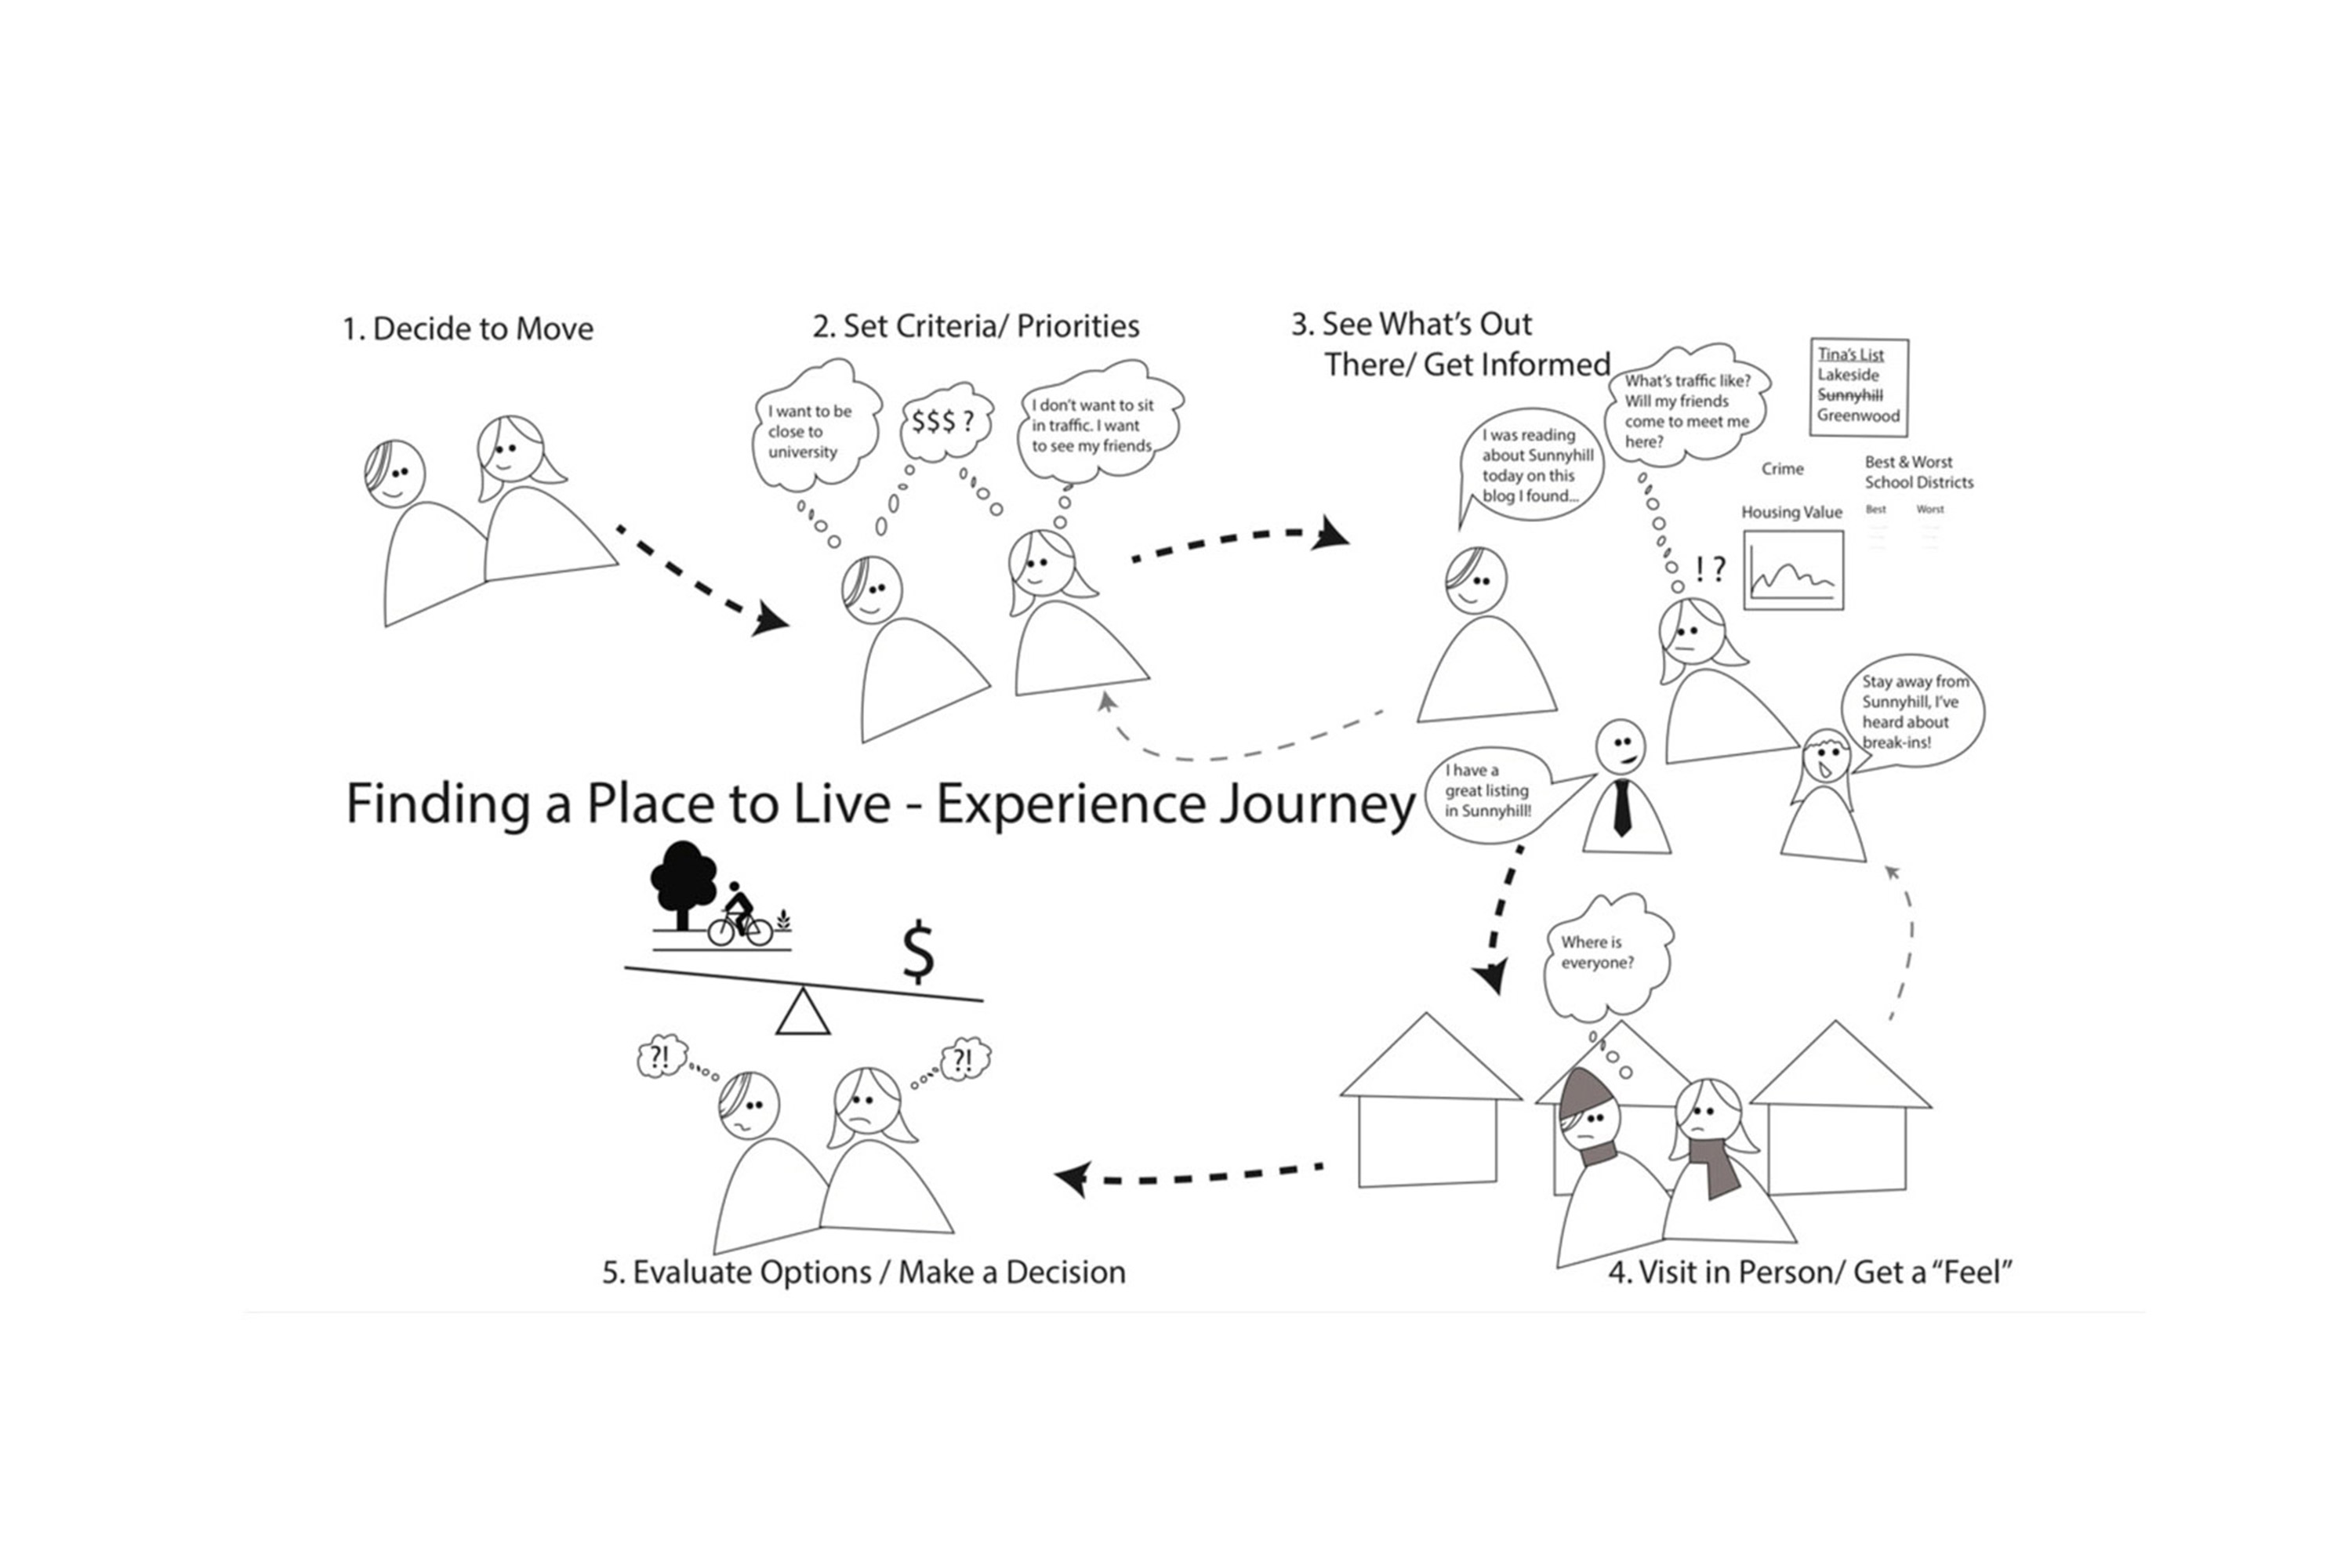 1. Decide to Move
2. Set Criteria/ Priorities
I want to be
close to
university
$$$ ?
I don't want to sit
in traffic. I want
to see my friends
3. See What's Out
There/ Get Informed
I was reading
about Sunnyhill
today on this
blog I found...
What's traffic like?
Will my friends
come to meet me
here?
! ?
Tina's List
Lakeside
Sunnyhill
Greenwood
Crime
Best & Worst
School Districts
Best Worst
Housing Value
Stay away from
Sunnyhill, I've
heard about
break-ins!
I have a
great listing
in Sunnyhill!
Finding a Place to Live - Experience Journey
Where is
everyone?
4. Visit in Person/ Get a “Feel”
$
?!
?!
5. Evaluate Options / Make a Decision